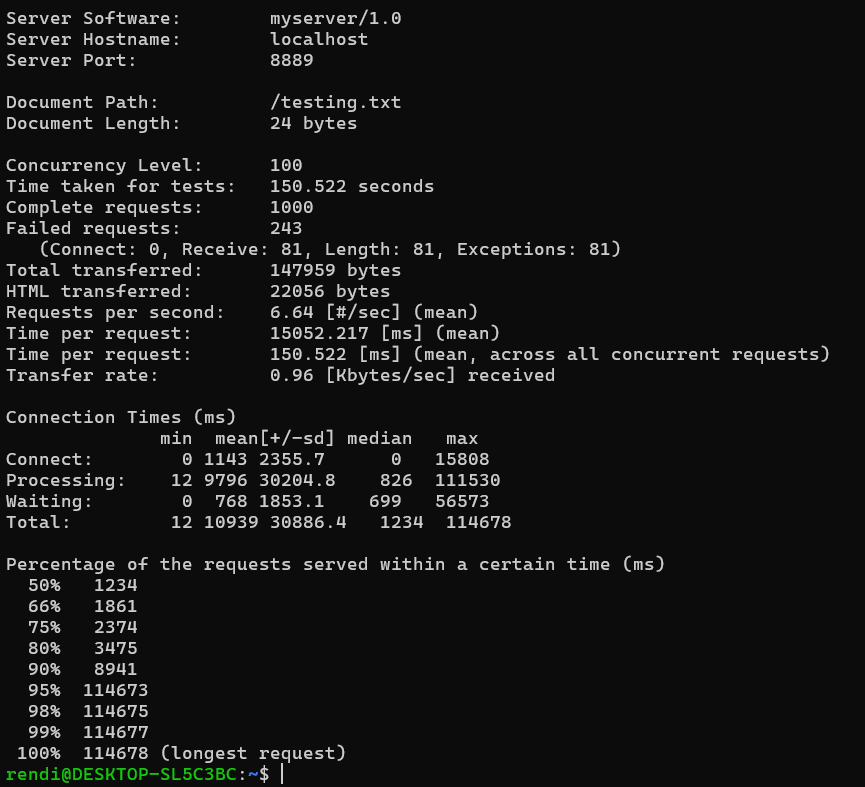 Server Software:        myserver/1.0
Server Hostname:        localhost
Server Port:            8889

Document Path:          /testing.txt
Document Length:        24 bytes

Concurrency Level:      100
Time taken for tests:   150.522 seconds
Complete requests:      1000
Failed requests:        243
   (Connect: 0, Receive: 81, Length: 81, Exceptions: 81)
Total transferred:      147959 bytes
HTML transferred:       22056 bytes
Requests per second:    6.64 [#/sec] (mean)
Time per request:       15052.217 [ms] (mean)
Time per request:       150.522 [ms] (mean, across all concurrent requests)
Transfer rate:          0.96 [Kbytes/sec] received

Connection Times (ms)
              min  mean[+/-sd] median   max
Connect:        0 1143 2355.7      0   15808
Processing:    12 9796 30204.8    826  111530
Waiting:        0  768 1853.1    699   56573
Total:         12 10939 30886.4   1234  114678

Percentage of the requests served within a certain time (ms)
  50%   1234
  66%   1861
  75%   2374
  80%   3475
  90%   8941
  95%  114673
  98%  114675
  99%  114677
 100%  114678 (longest request)
rendi@DESKTOP-SL5C3BC:~$